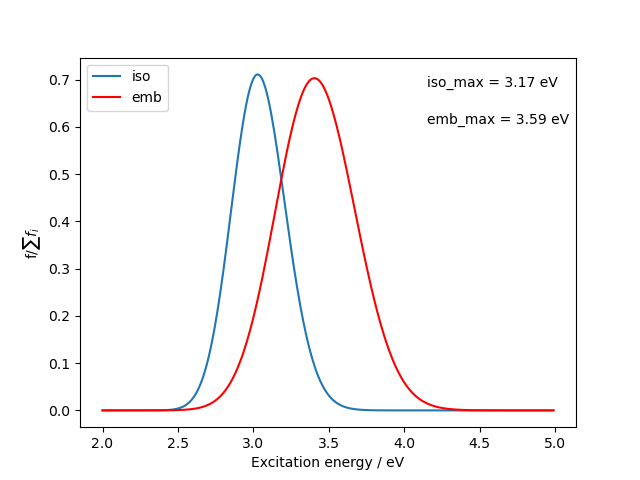 iso
emb
iso_max = 3.17 eV
emb_max = 3.59 eV
0.7
0.6
0.5
0.4
0.3
0.2
0.1
0.0
f/∑fᵢ
2.0 2.5 3.0 3.5 4.0 4.5 5.0
Excitation energy / eV